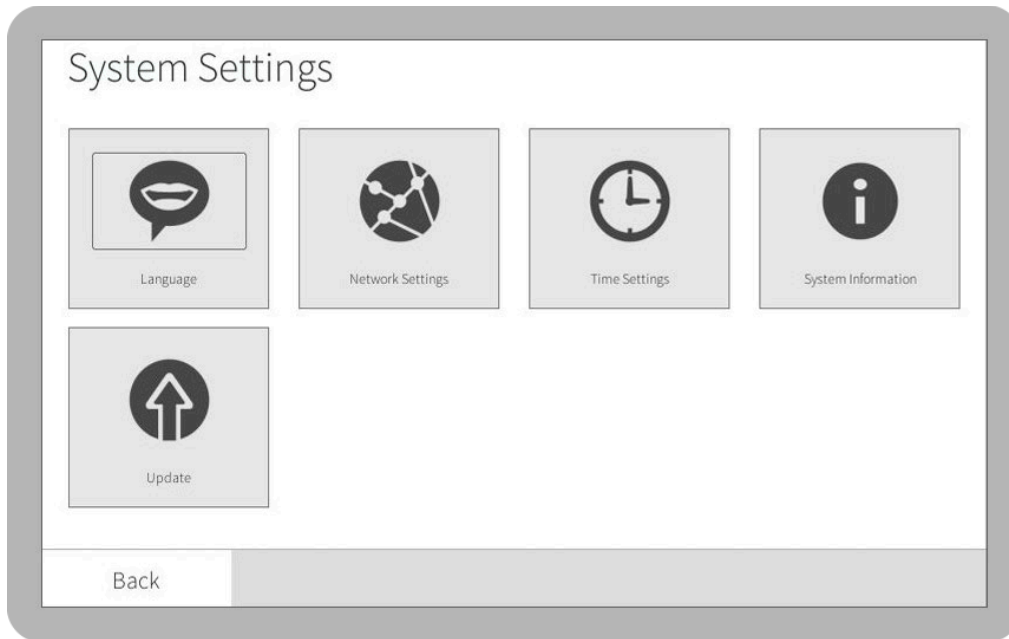 System Settings
Language
Network Settings
Time Settings
System Information
Update
Back